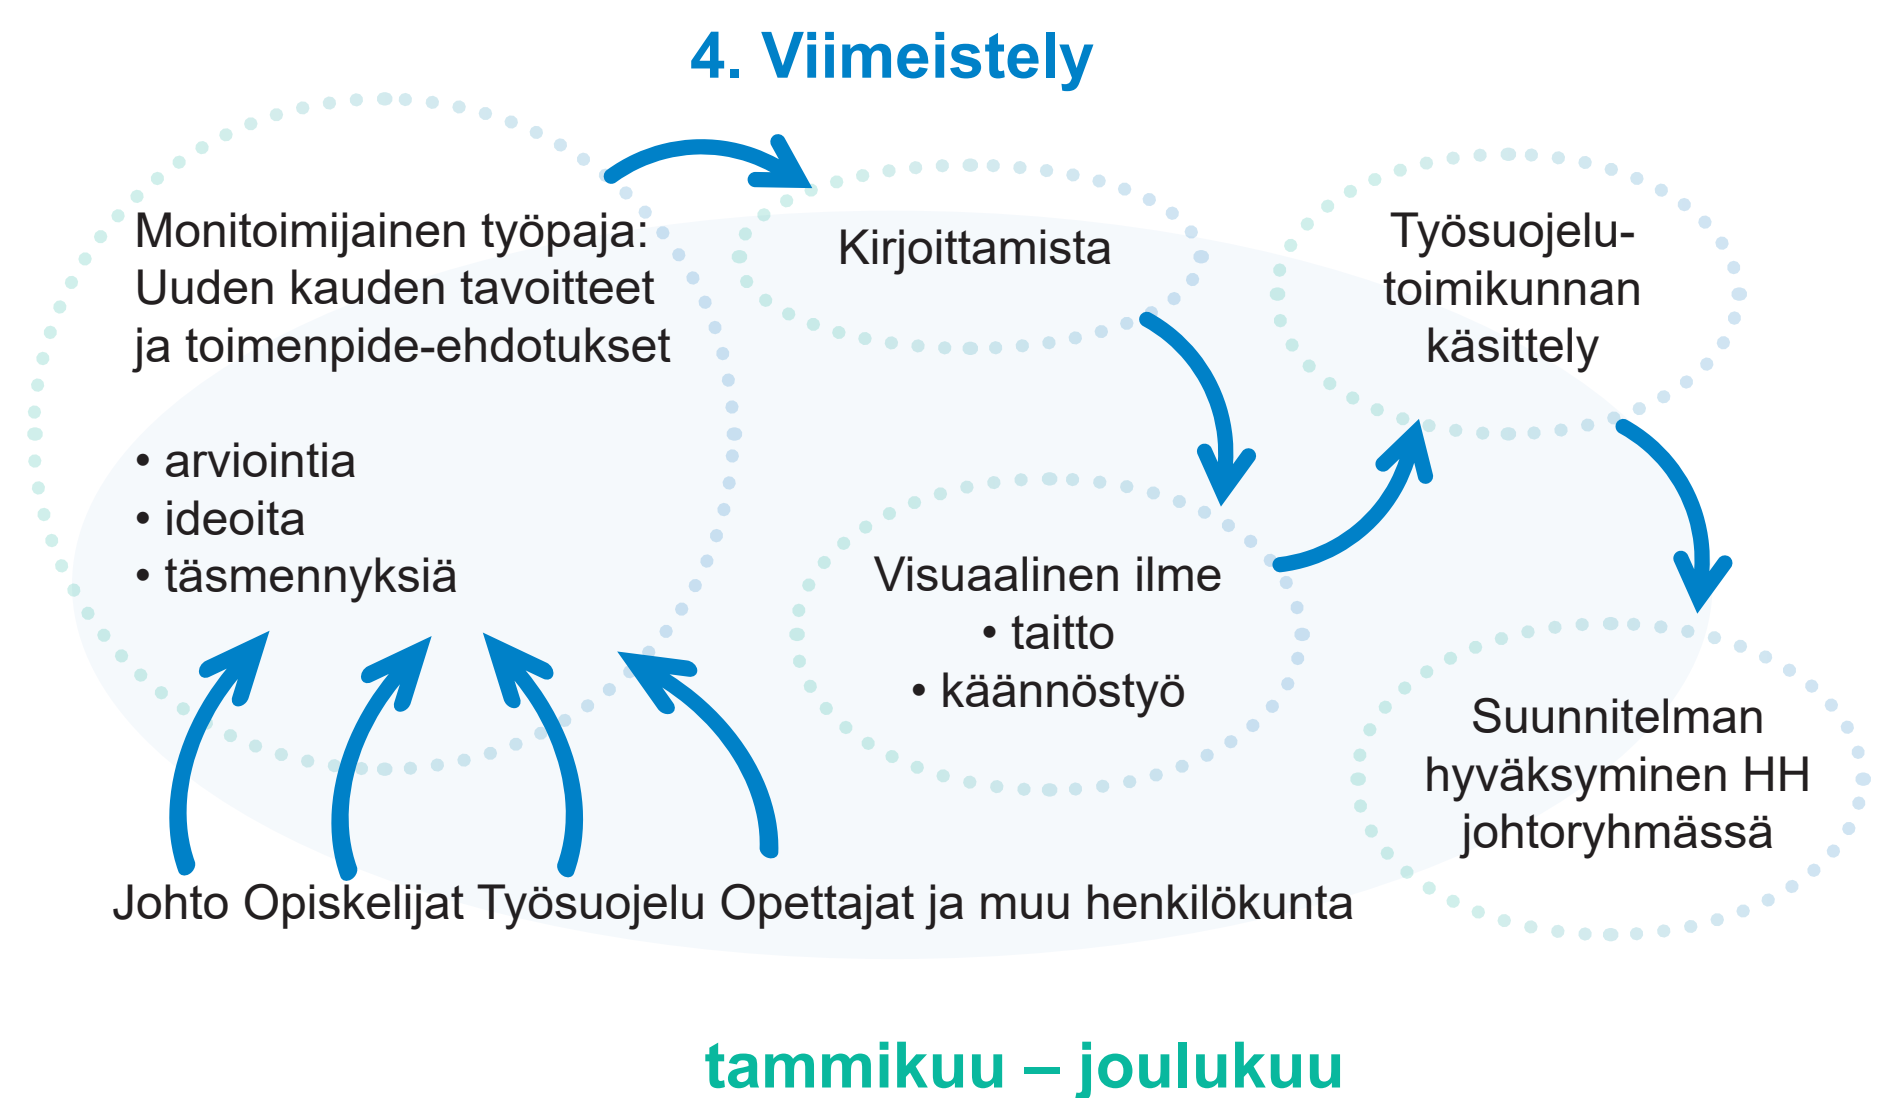 4. Viimeistely
Monitoimijainen työpaja:
Uuden kauden tavoitteet
ja toimenpide-ehdotukset
• arviointia
• ideoita
• täsmennyksiä
Kirjoittamista
Visuaalinen ilme
• taitto
• käännöstyö
Työsuojelu-
toimikunnan
käsittely
Suunnitelman
hyväksyminen HH
johtoryhmässä
Johto Opiskelijat Työsuojelu Opettajat ja muu henkilökunta
tammikuu – joulukuu